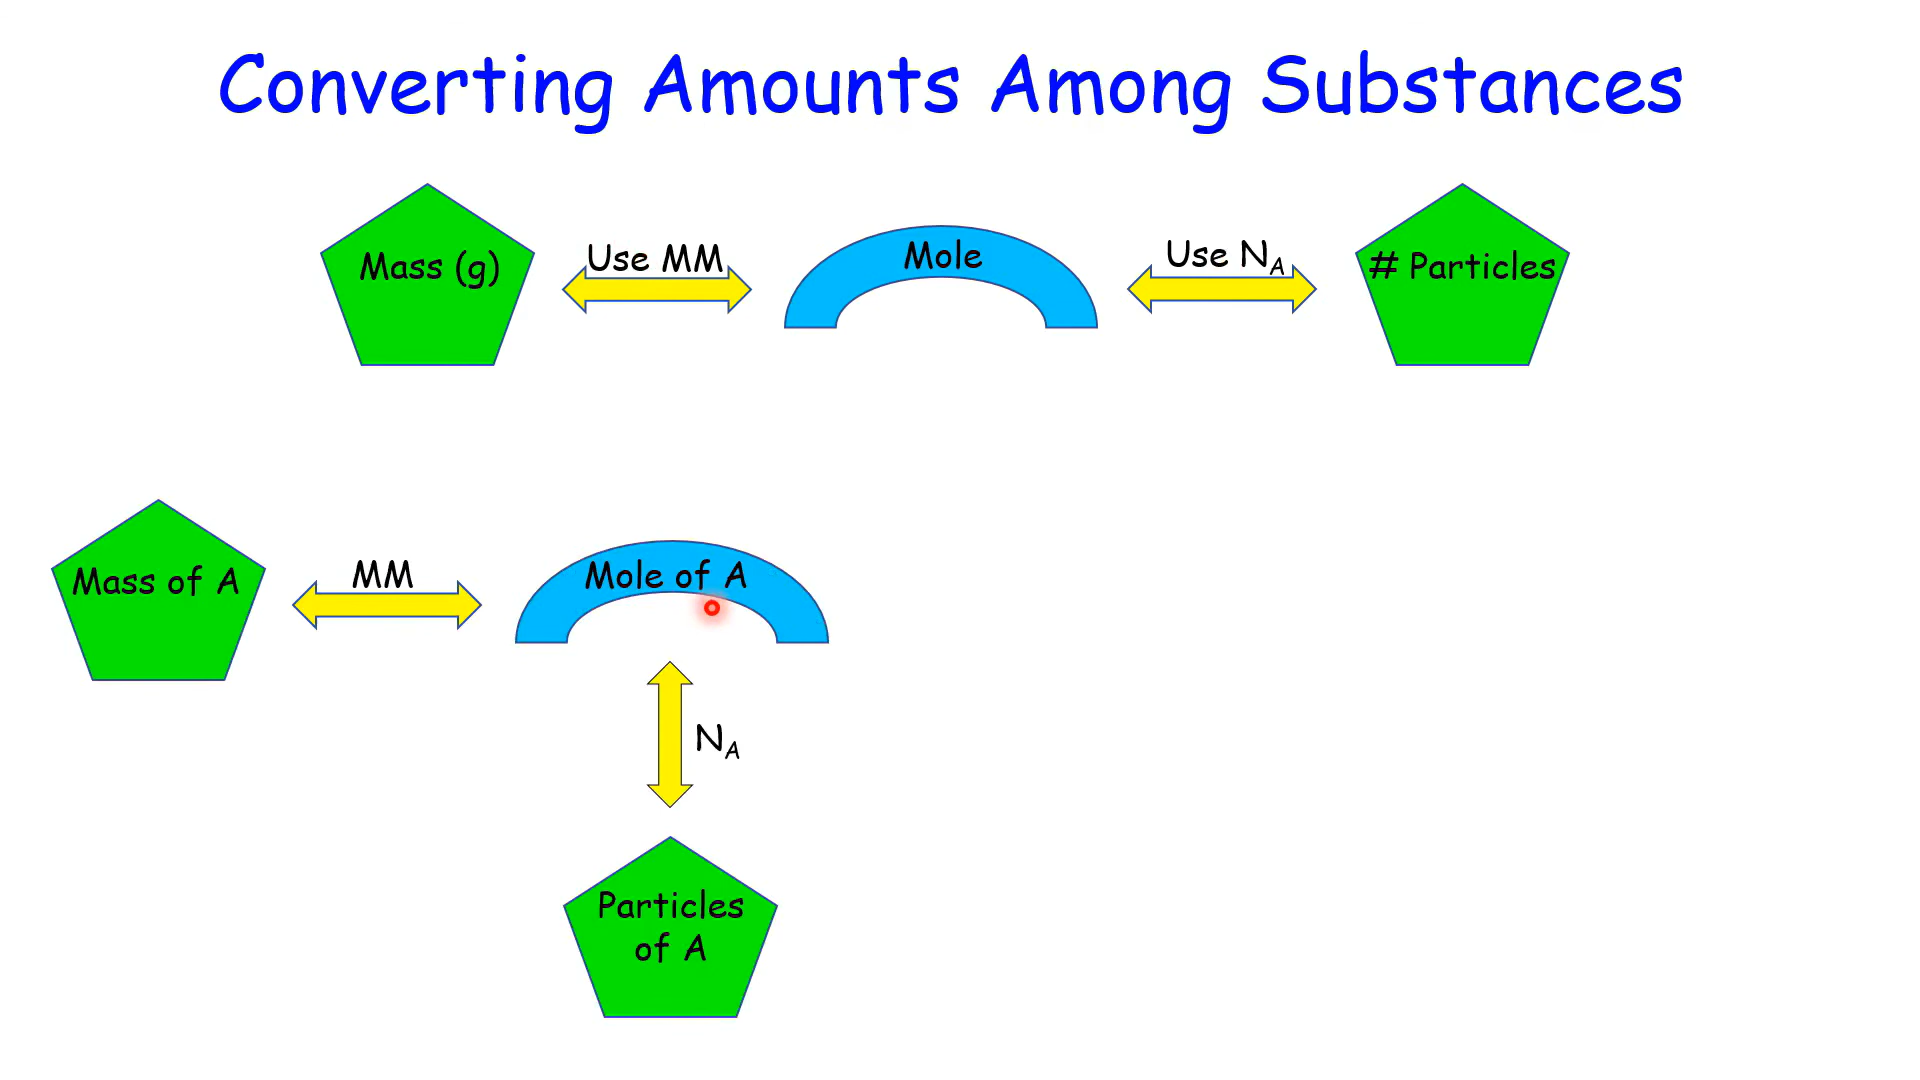 Converting Amounts Among Substances
Mass (g)
Use MM
Mole
Use NA
# Particles
Mass of A
MM
Mole of A
NA
Particles
of A